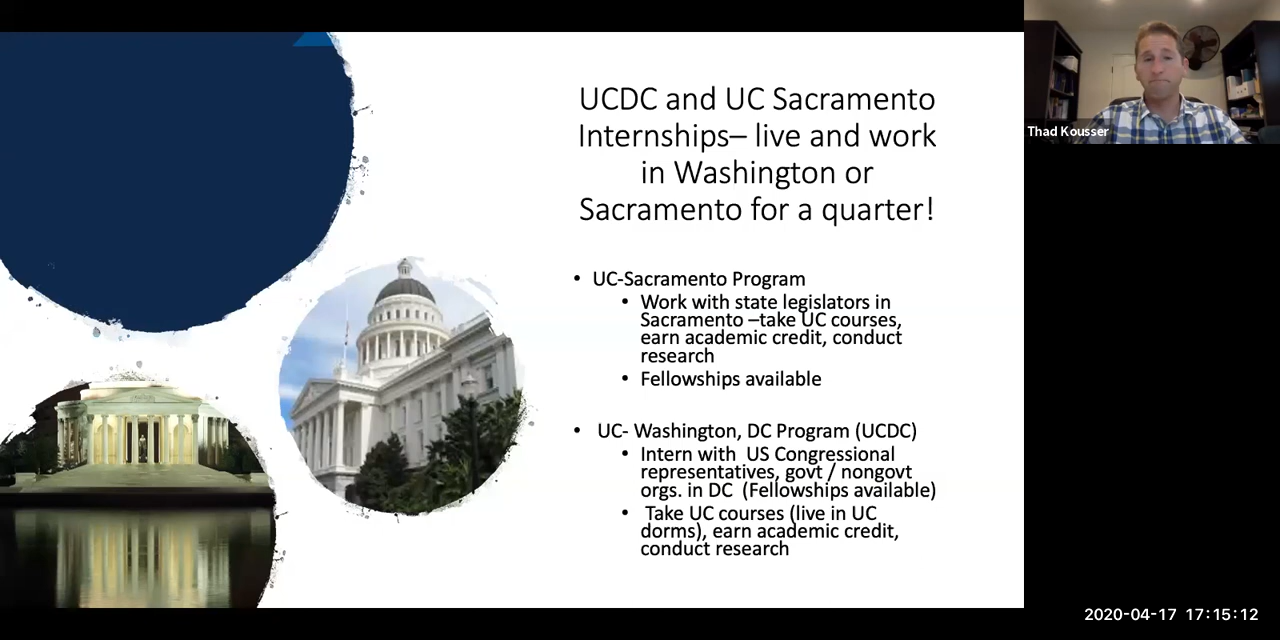 UCDC and UC Sacramento
Internships– live and work
in Washington or
Sacramento for a quarter!
• UC-Sacramento Program
• Work with state legislators in
Sacramento –take UC courses,
earn academic credit, conduct
research
• Fellowships available
• UC- Washington, DC Program (UCDC)
• Intern with US Congressional
representatives, govt / nongovt
orgs. in DC (Fellowships available)
• Take UC courses (live in UC
dorms), earn academic credit,
conduct research
Thad Kousser
2020-04-17 17:15:12